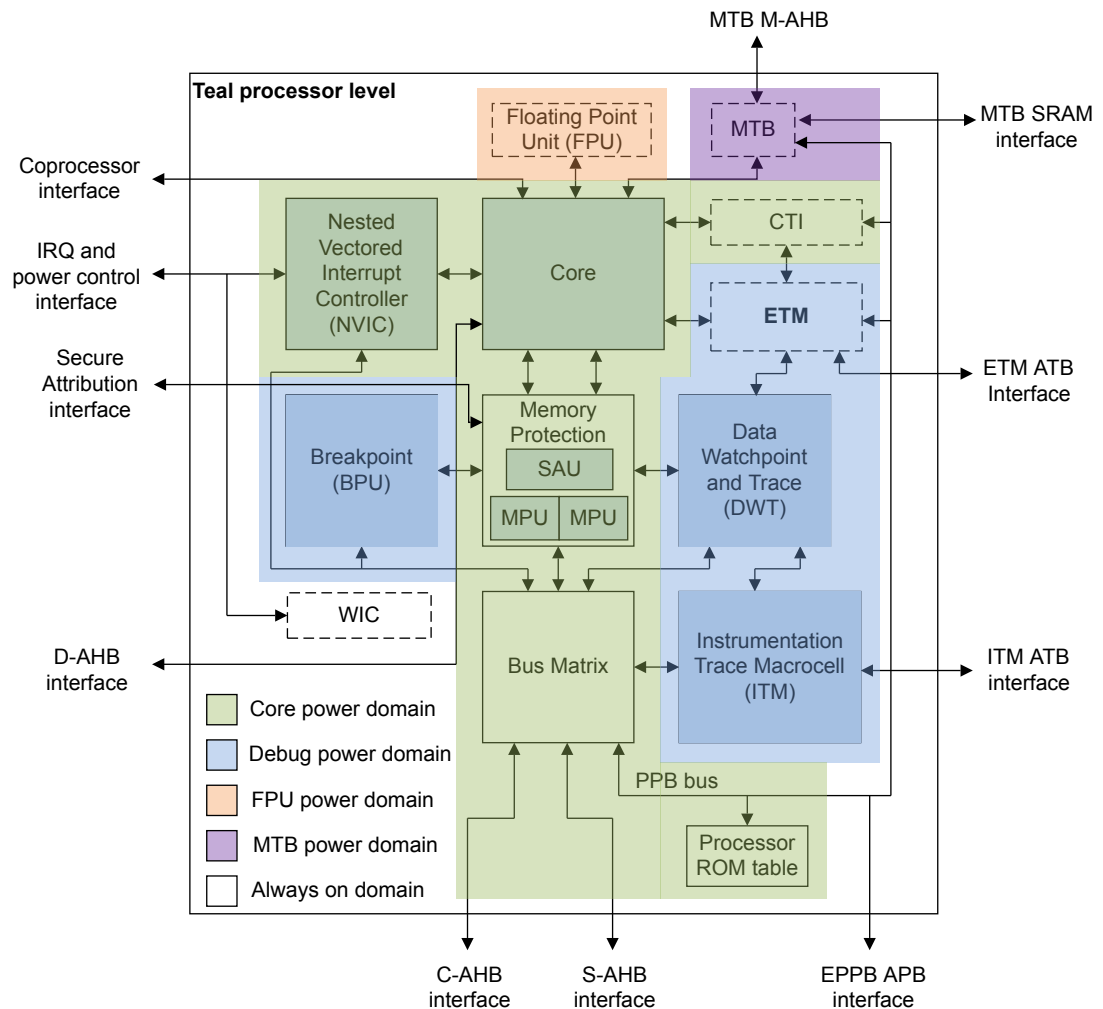 MTB M-AHB
Teal processor level
Floating Point
Unit (FPU)
MTB
MTB SRAM
interface
Coprocessor
interface
Nested
Vectored
Interrupt
Controller
(NVIC)
Core
CTI
IRQ and
power control
interface
ETM
Secure
Attribution
interface
ETM ATB
Interface
Breakpoint
(BPU)
Memory
Protection
SAU
MPU
MPU
Data
Watchpoint
and Trace
(DWT)
WIC
D-AHB
interface
Bus Matrix
Instrumentation
Trace Macrocell
(ITM)
ITM ATB
interface
Core power domain
Debug power domain
FPU power domain
MTB power domain
Always on domain
PPB bus
Processor
ROM table
C-AHB
interface
S-AHB
interface
EPPB APB
interface